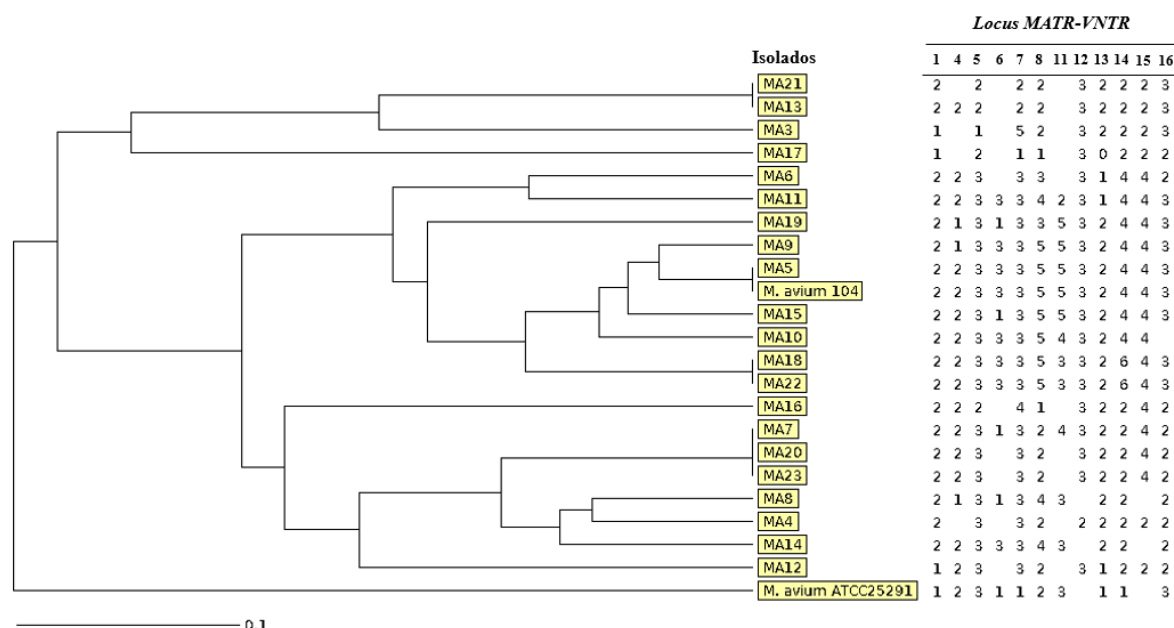 Locus MATR-VNTR
Isolados 1 4 5 6 7 8 11 12 13 14 15 16
MA21 2 2 2 2 3 2 2 2 3
MA13 2 2 2 2 2 3 2 2 2 3
MA3 1 1 5 2 3 2 2 2 3
MA17 1 2 1 1 3 0 2 2 2
MA6 2 2 3 3 3 3 1 4 4 2
MA11 2 2 3 3 3 4 2 3 1 4 4 3
MA19 2 1 3 1 3 3 5 3 2 4 4 3
MA9 2 1 3 3 3 5 5 3 2 4 4 3
MA5 2 2 3 3 3 5 5 3 2 4 4 3
M. avium 104 2 2 3 3 3 5 5 3 2 4 4 3
MA15 2 2 3 1 3 5 5 3 2 4 4 3
MA10 2 2 3 3 3 5 4 3 2 4 4
MA18 2 2 3 3 3 5 3 3 2 6 4 3
MA22 2 2 3 3 3 5 3 3 2 6 4 3
MA16 2 2 2 4 1 3 2 2 4 2
MA7 2 2 3 1 3 2 4 3 2 2 4 2
MA20 2 2 3 3 2 3 2 2 4 2
MA23 2 2 3 3 2 3 2 2 4 2
MA8 2 1 3 1 3 4 3 2 2 2
MA4 2 3 3 2 2 2 2 2 2
MA14 2 2 3 3 3 4 3 2 2 2
MA12 1 2 3 3 2 3 1 2 2 2
M. avium ATCC25291 1 2 3 1 1 2 3 1 1 3
0.1